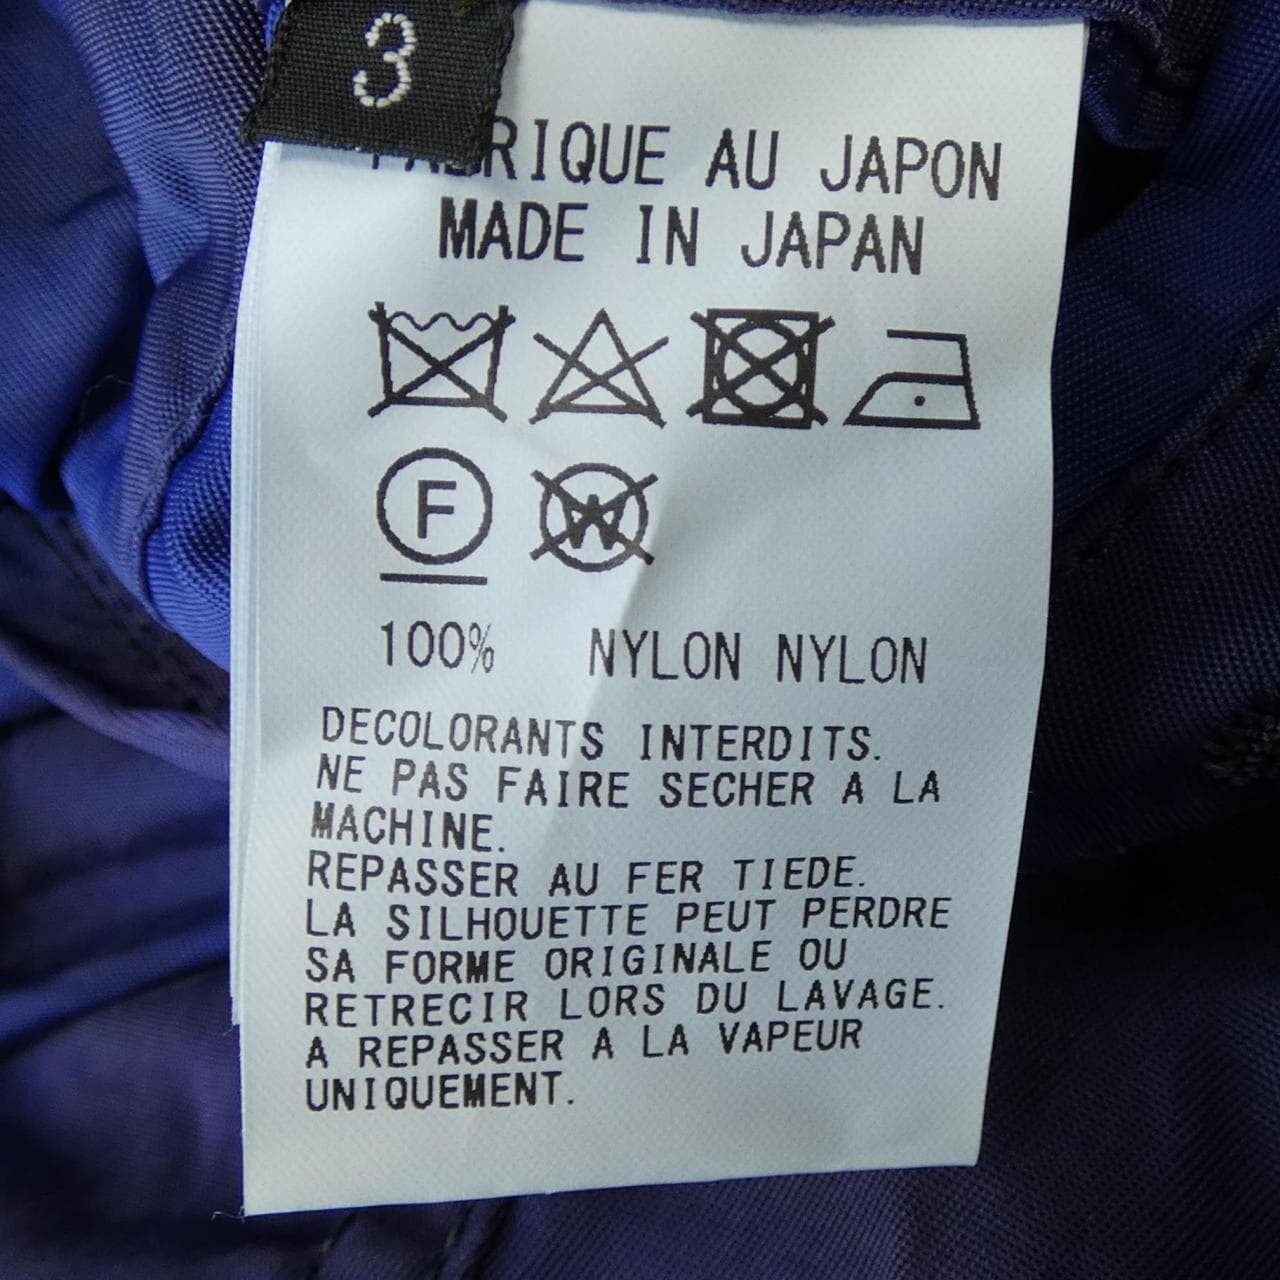 3
FABRIQUE AU JAPON
MADE IN JAPAN
F
W
100% NYLON NYLON
DECOLORANTS INTERDITS.
NE PAS FAIRE SECHER A LA
MACHINE.
REPASSER AU FER TIEDE.
LA SILHOUETTE PEUT PERDRE
SA FORME ORIGINALE OU
RETRECIR LORS DU LAVAGE.
A REPASSER A LA VAPEUR
UNIQUEMENT.